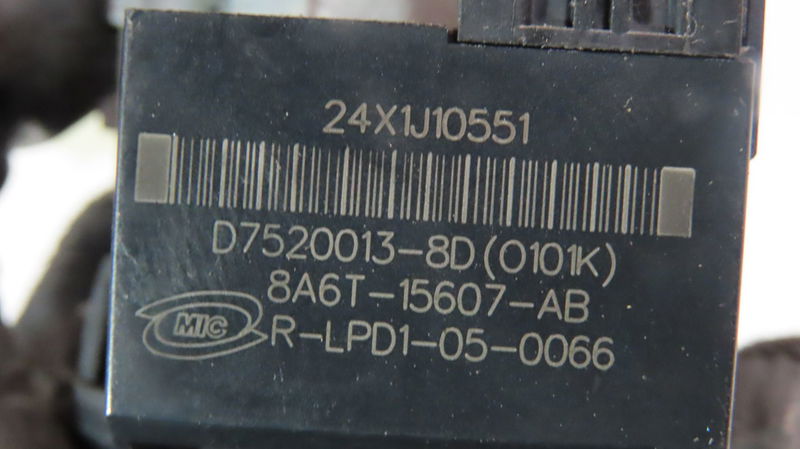 24X1J10551
D7520013-8D(0101K)
8A6T-15607-AB
MIC
R-LPD1-05-0066